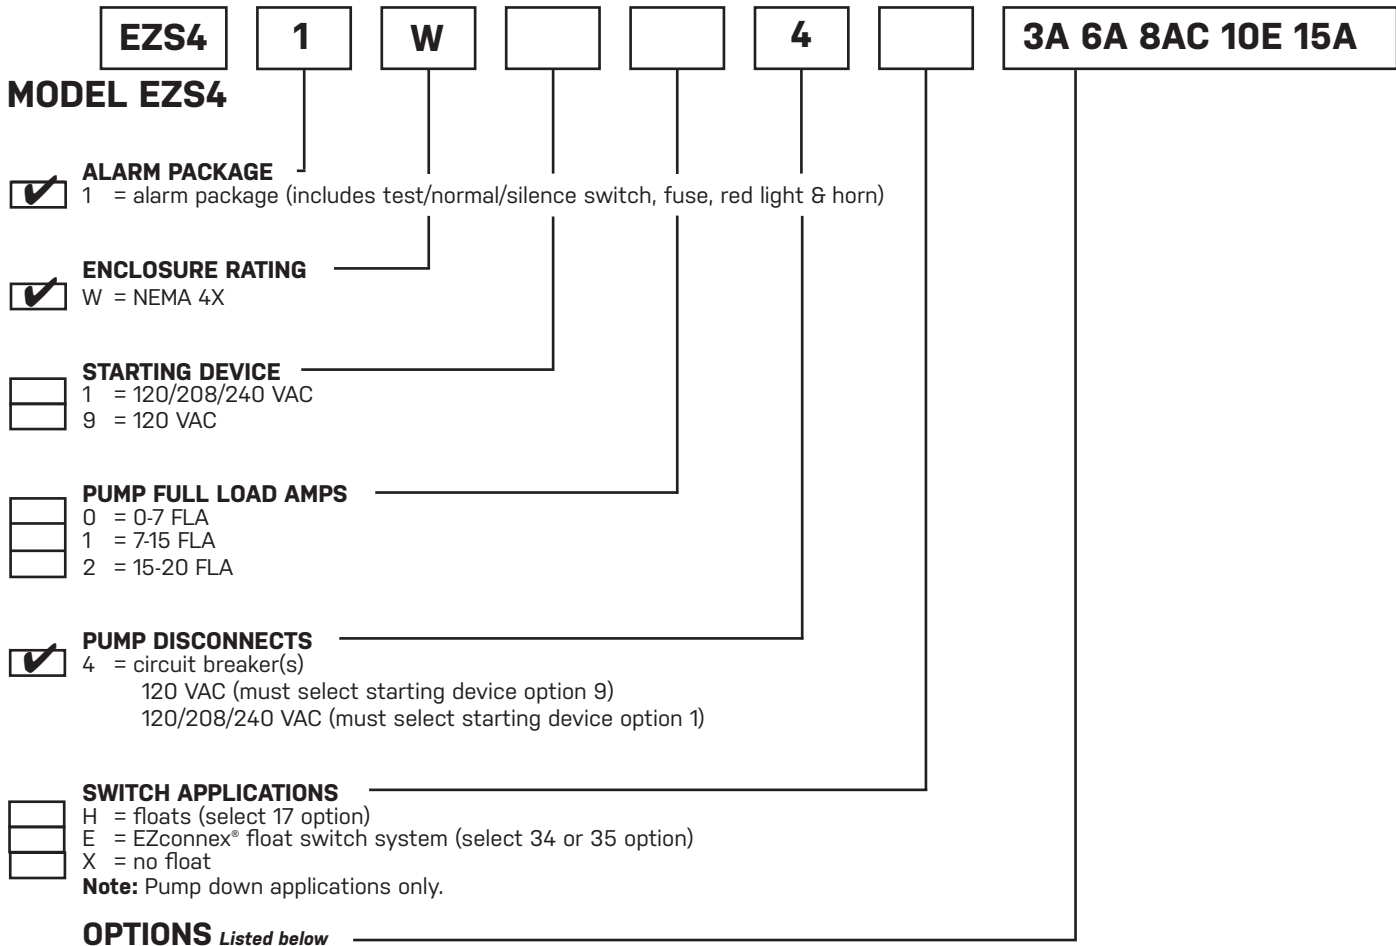 EZS4 1 W 4 3A 6A 8AC 10E 15A
MODEL EZS4
ALARM PACKAGE
1 = alarm package (includes test/normal/silence switch, fuse, red light & horn)
ENCLOSURE RATING
W = NEMA 4X
STARTING DEVICE
1 = 120/208/240 VAC
9 = 120 VAC
PUMP FULL LOAD AMPS
0 = 0-7 FLA
1 = 7-15 FLA
2 = 15-20 FLA
PUMP DISCONNECTS
4 = circuit breaker(s)
120 VAC (must select starting device option 9)
120/208/240 VAC (must select starting device option 1)
SWITCH APPLICATIONS
H = floats (select 17 option)
E = EZconnex® float switch system (select 34 or 35 option)
X = no float
Note: Pump down applications only.
OPTIONS Listed below